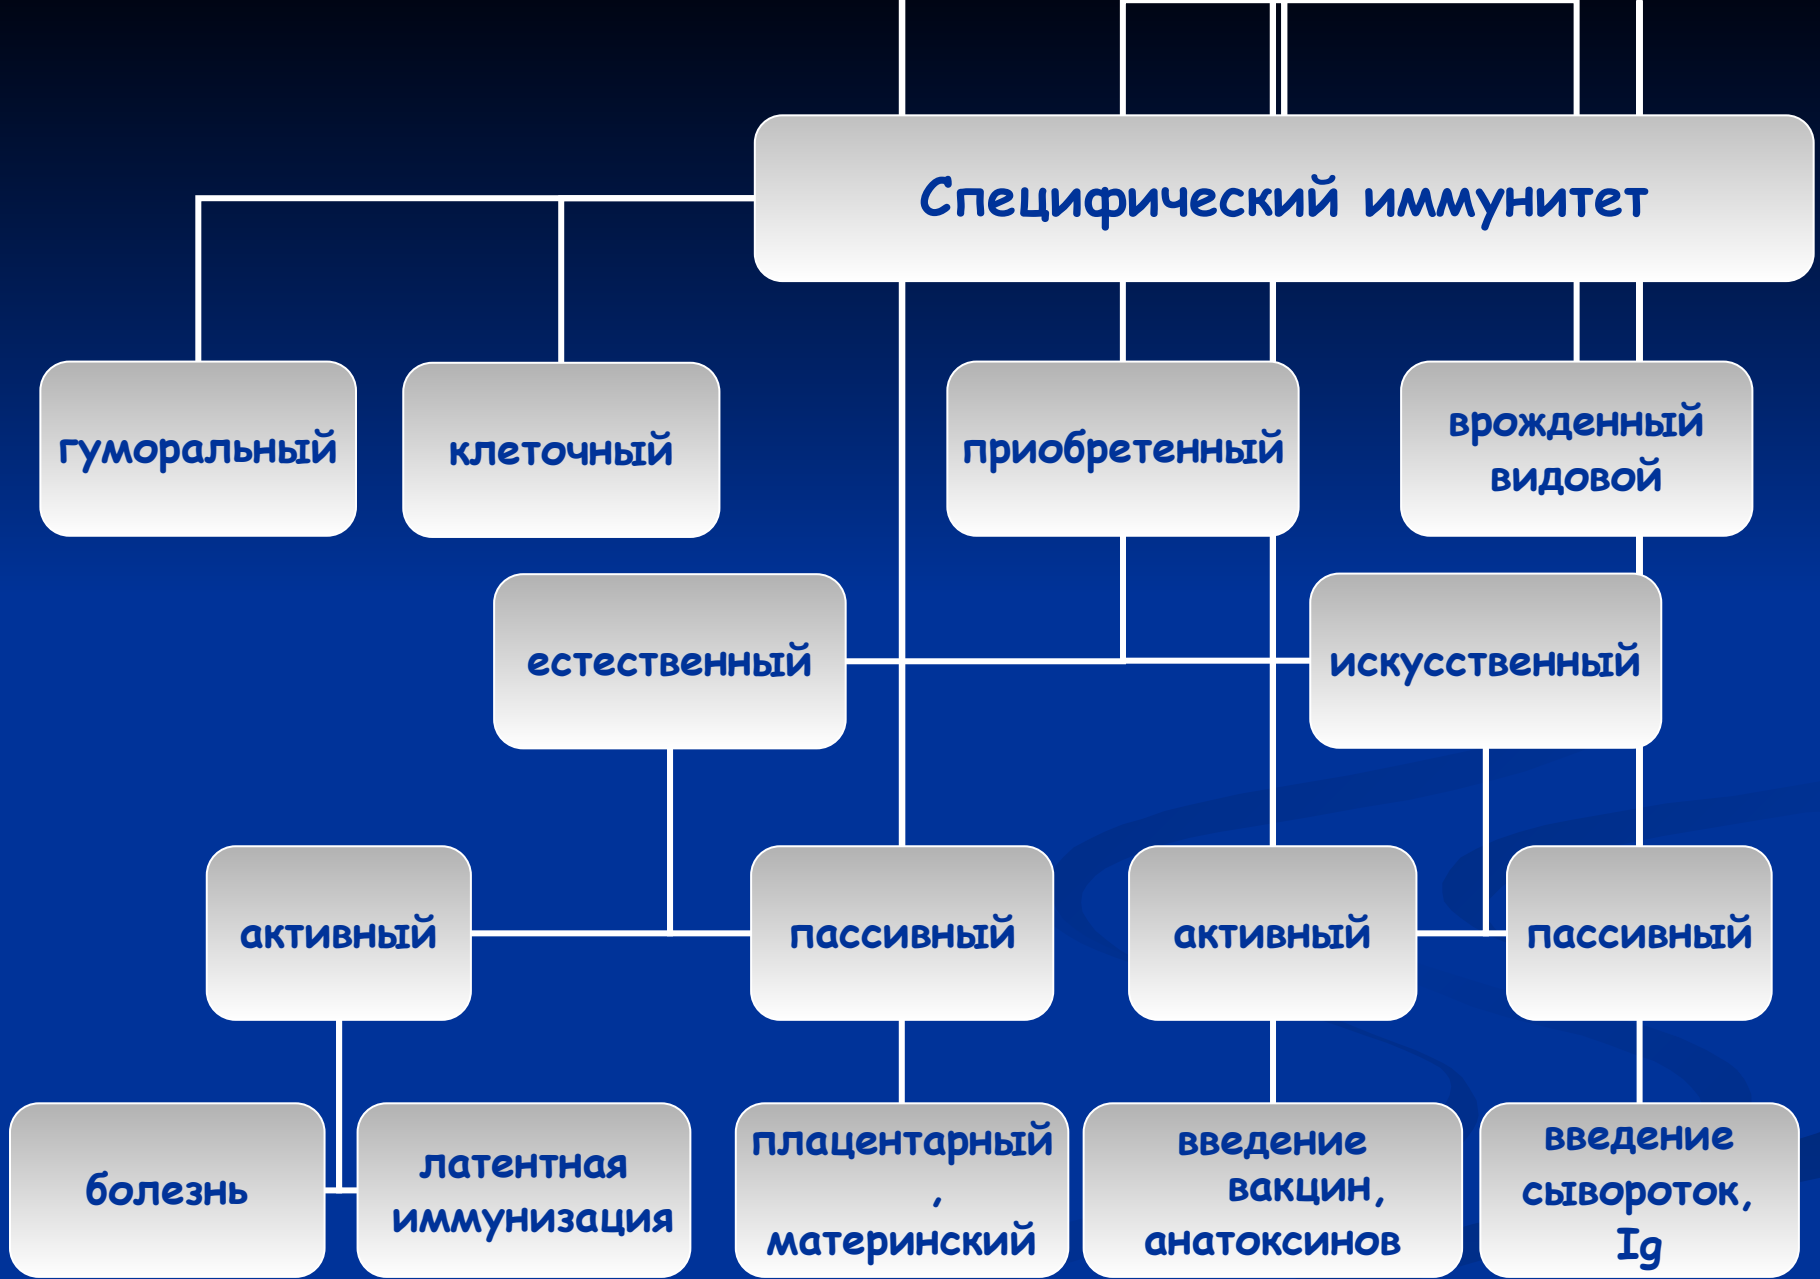 Специфический иммунитет
гуморальный
клеточный
приобретенный
врожденный
видовой
естественный
искусственный
активный
пассивный
активный
пассивный
болезнь
латентная
иммунизация
плацентарный
,
материнский
введение
вакцин,
анатоксинов
введение
сывороток,
Ig